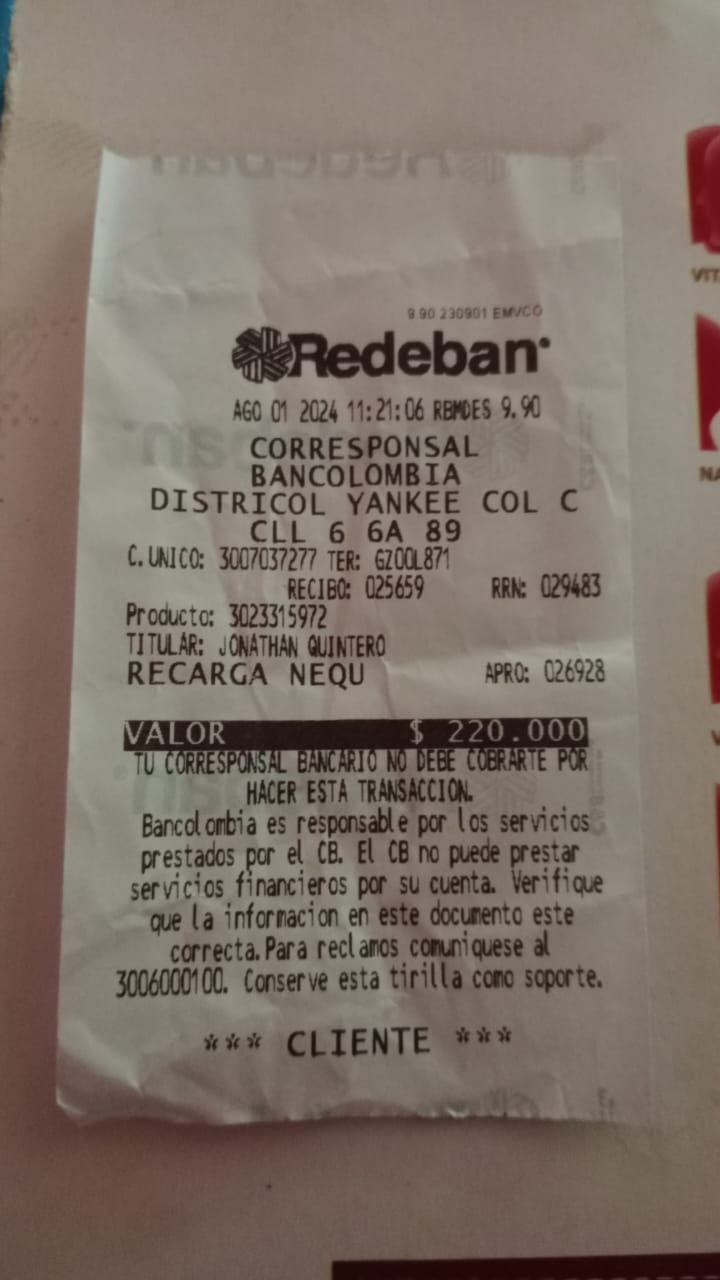 9.90 230901 EMVCO
Redeban
AGO 01 2024 11:21:06 RBMDES 9.90
CORRESPONSAL
BANCOLOMBIA
DISTRICOL YANKEE COL C
CLL 6 6A 89
C. UNICO: 3007037277 TER: GZOOL871
RECIBO: 025659 RRN: 029483
Producto: 3023315972
TITULAR: JONATHAN QUINTERO
RECARGA NEQU APRO: 026928
VALOR $ 220.000
TU CORRESPONSAL BANCARIO NO DEBE COBRARTE POR
HACER ESTA TRANSACCION.
Bancolombia es responsable por los servicios
prestados por el CB. El CB no puede prestar
servicios financieros por su cuenta. Verifique
que la informacion en este documento este
correcta. Para reclamos comuniquese al
3006000100. Conserve esta tirilla como soporte.
*** CLIENTE ***
VIT
NA